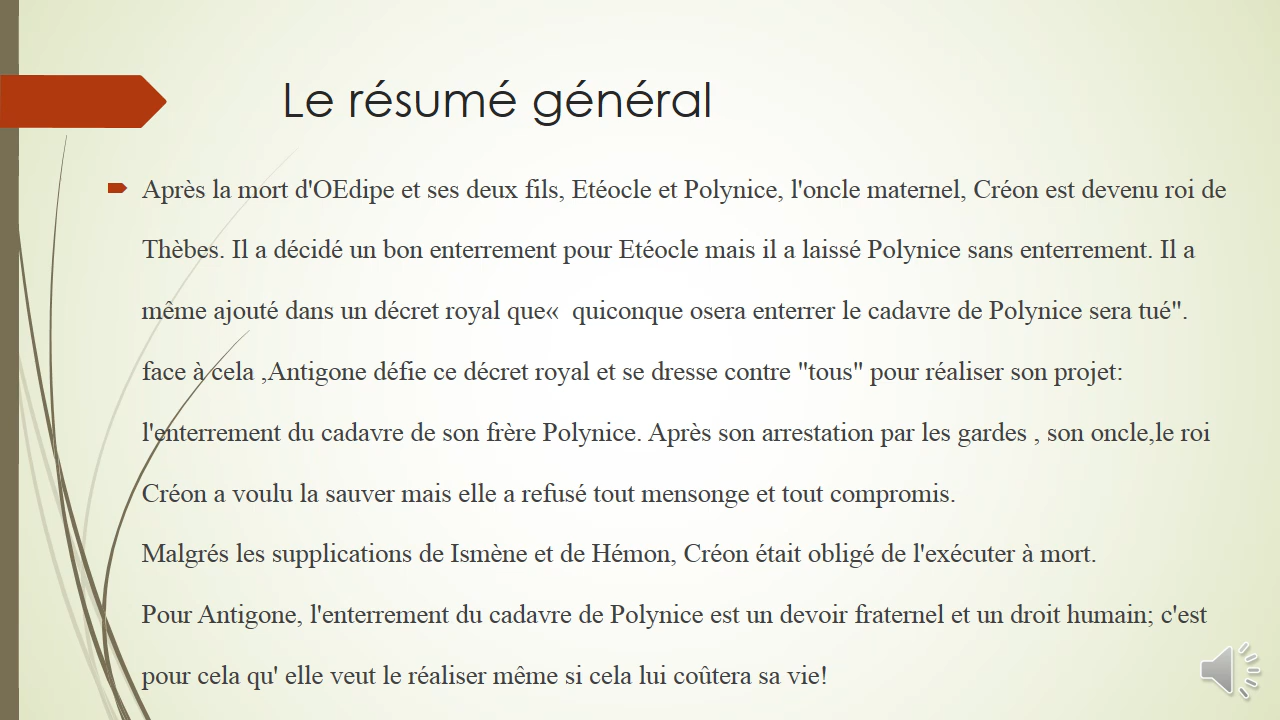 Le résumé général
Après la mort d'OEdipe et ses deux fils, Etéocle et Polynice, l'oncle maternel, Créon est devenu roi de
Thèbes. Il a décidé un bon enterrement pour Etéocle mais il a laissé Polynice sans enterrement. Il a
même ajouté dans un décret royal que«  quiconque osera enterrer le cadavre de Polynice sera tué".
face à cela ,Antigone défie ce décret royal et se dresse contre "tous" pour réaliser son projet:
l'enterrement du cadavre de son frère Polynice. Après son arrestation par les gardes , son oncle,le roi
Créon a voulu la sauver mais elle a refusé tout mensonge et tout compromis.
Malgrés les supplications de Ismène et de Hémon, Créon était obligé de l'exécuter à mort.
Pour Antigone, l'enterrement du cadavre de Polynice est un devoir fraternel et un droit humain; c'est
pour cela qu' elle veut le réaliser même si cela lui coûtera sa vie!